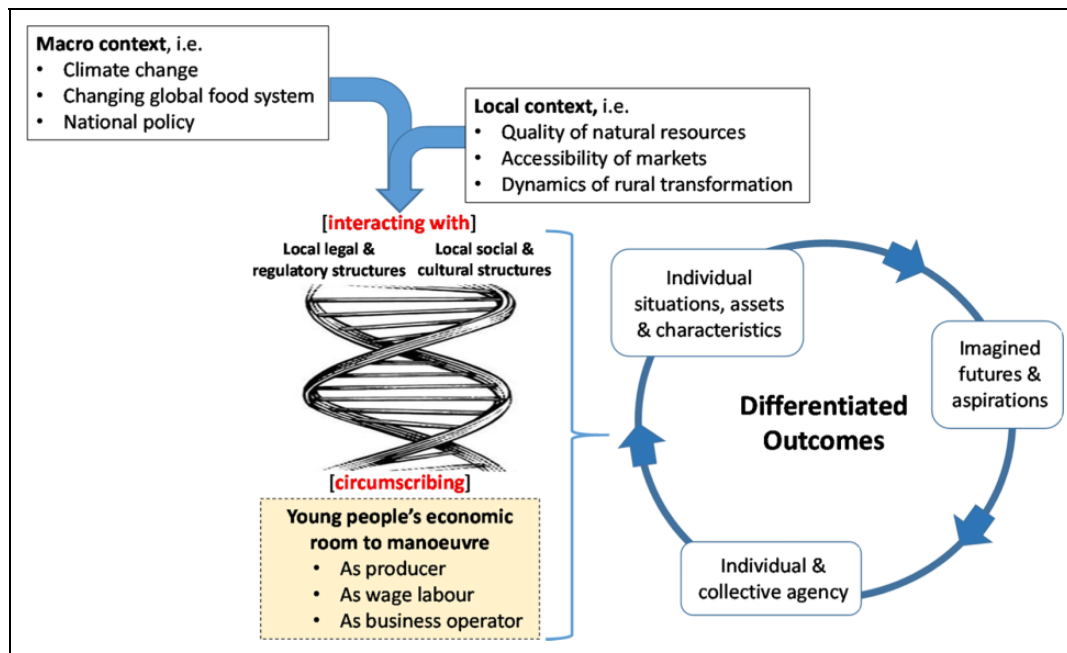 Macro context, i.e.
• Climate change
• Changing global food system
• National policy
Local context, i.e.
• Quality of natural resources
• Accessibility of markets
• Dynamics of rural transformation
[interacting with]
Local legal &
regulatory structures
Local social &
cultural structures
[circumscribing]
Young people’s economic
room to manoeuvre
• As producer
• As wage labour
• As business operator
Individual
situations, assets
& characteristics
Imagined
futures &
aspirations
Differentiated
Outcomes
Individual &
collective agency